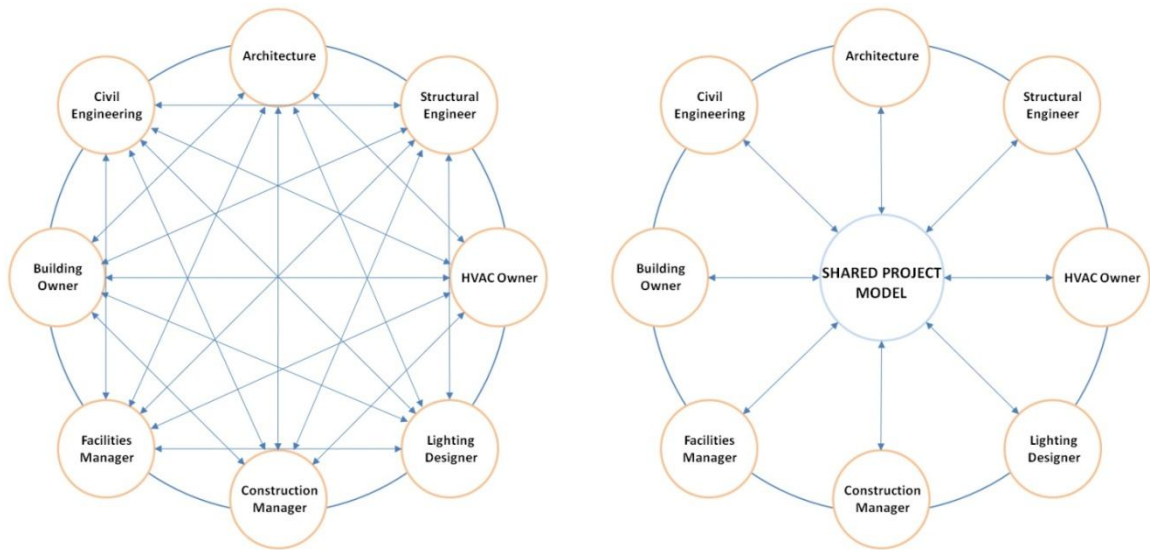 Architecture
Civil
Engineering
Structural
Engineer
Building
Owner
HVAC Owner
Facilities
Manager
Lighting
Designer
Construction
Manager
Architecture
Civil
Engineering
Structural
Engineer
Building
Owner
SHARED PROJECT
MODEL
HVAC Owner
Facilities
Manager
Lighting
Designer
Construction
Manager